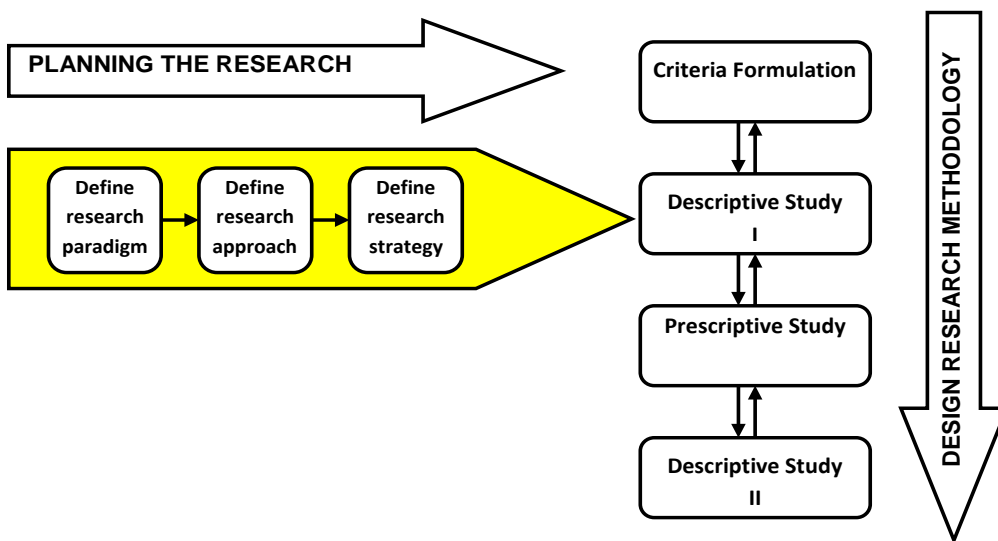 PLANNING THE RESEARCH
Define
research
paradigm
Define
research
approach
Define
research
strategy
Criteria Formulation
Descriptive Study
I
Prescriptive Study
Descriptive Study
II
DESIGN RESEARCH METHODOLOGY